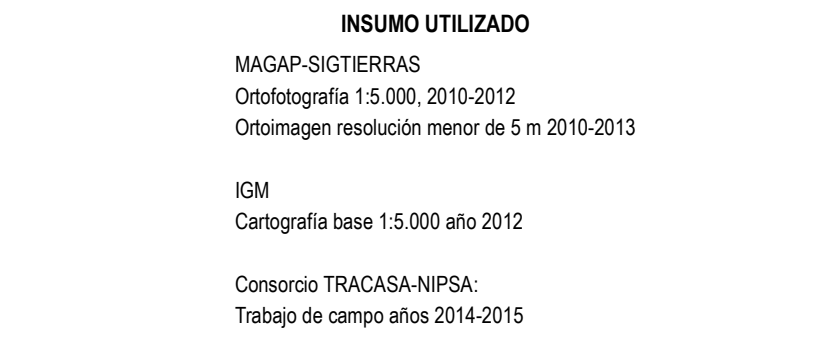 INSUMO UTILIZADO
MAGAP-SIGTIERRAS
Ortofotografía 1:5.000, 2010-2012
Ortoimagen resolución menor de 5 m 2010-2013
IGM
Cartografía base 1:5.000 año 2012
Consorcio TRACASA-NIPSA:
Trabajo de campo años 2014-2015